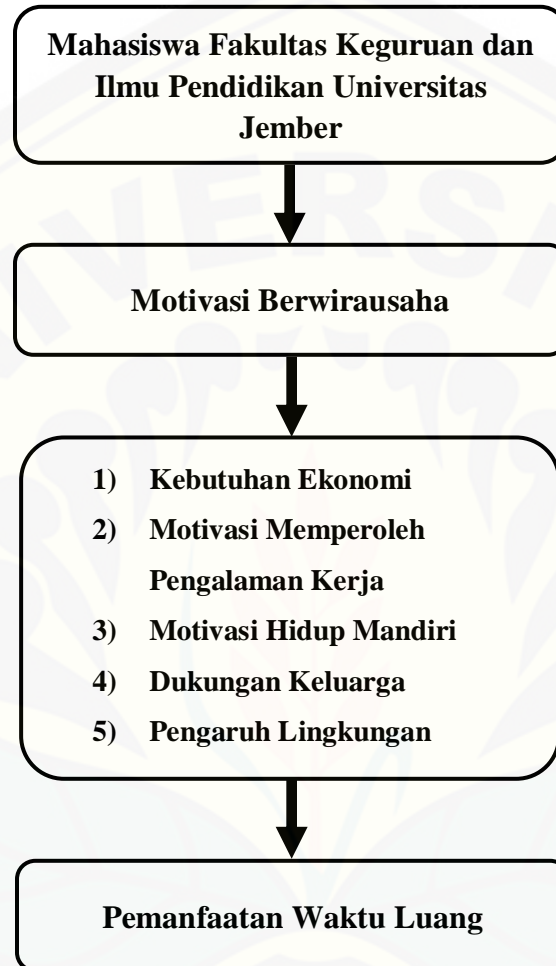 Mahasiswa Fakultas Keguruan dan
Ilmu Pendidikan Universitas
Jember
Motivasi Berwirausaha
1) Kebutuhan Ekonomi
2) Motivasi Memperoleh
Pengalaman Kerja
3) Motivasi Hidup Mandiri
4) Dukungan Keluarga
5) Pengaruh Lingkungan
Pemanfaatan Waktu Luang